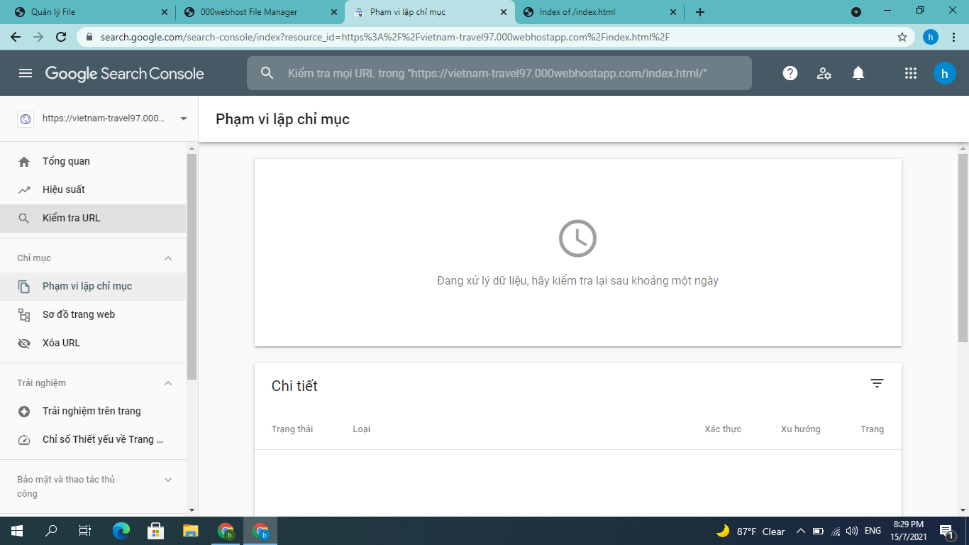 Quản lý File
000webhost File Manager
Phạm vi lập chỉ mục
Index of /index.html
search.google.com/search-console/index?resource_id=https%3A%2F%2Fvietnam-travel97.000webhostapp.com%2Findex.html%2F
h
Google Search Console
Kiểm tra mọi URL trong "https://vietnam-travel97.000webhostapp.com/index.html/"
h
https://vietnam-travel97.000...
Phạm vi lập chỉ mục
Tổng quan
Hiệu suất
Kiểm tra URL
Chỉ mục
Phạm vi lập chỉ mục
Sơ đồ trang web
Xóa URL
Trải nghiệm
Trải nghiệm trên trang
Chỉ số Thiết yếu về Trang ...
Bảo mật và thao tác thủ
công
Đang xử lý dữ liệu, hãy kiểm tra lại sau khoảng một ngày
Chi tiết
Trạng thái Loại Xác thực Xu hướng Trang
87°F Clear
ENG
8:29 PM
15/7/2021
1